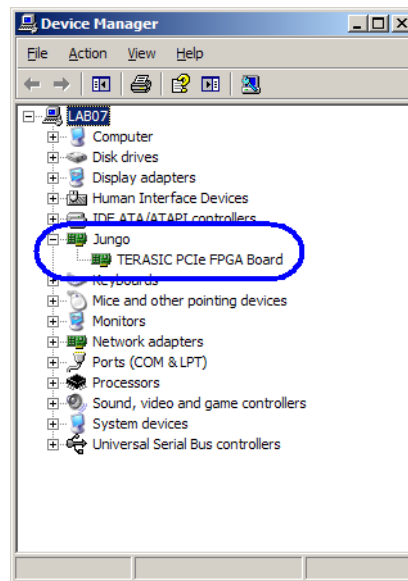 Device Manager
File Action View Help
LAB07
Computer
Disk drives
Display adapters
Human Interface Devices
IDE ATA/ATAPI controllers
Jungo
TERASIC PCIe FPGA Board
Keyboards
Mice and other pointing devices
Monitors
Network adapters
Ports (COM & LPT)
Processors
Sound, video and game controllers
System devices
Universal Serial Bus controllers